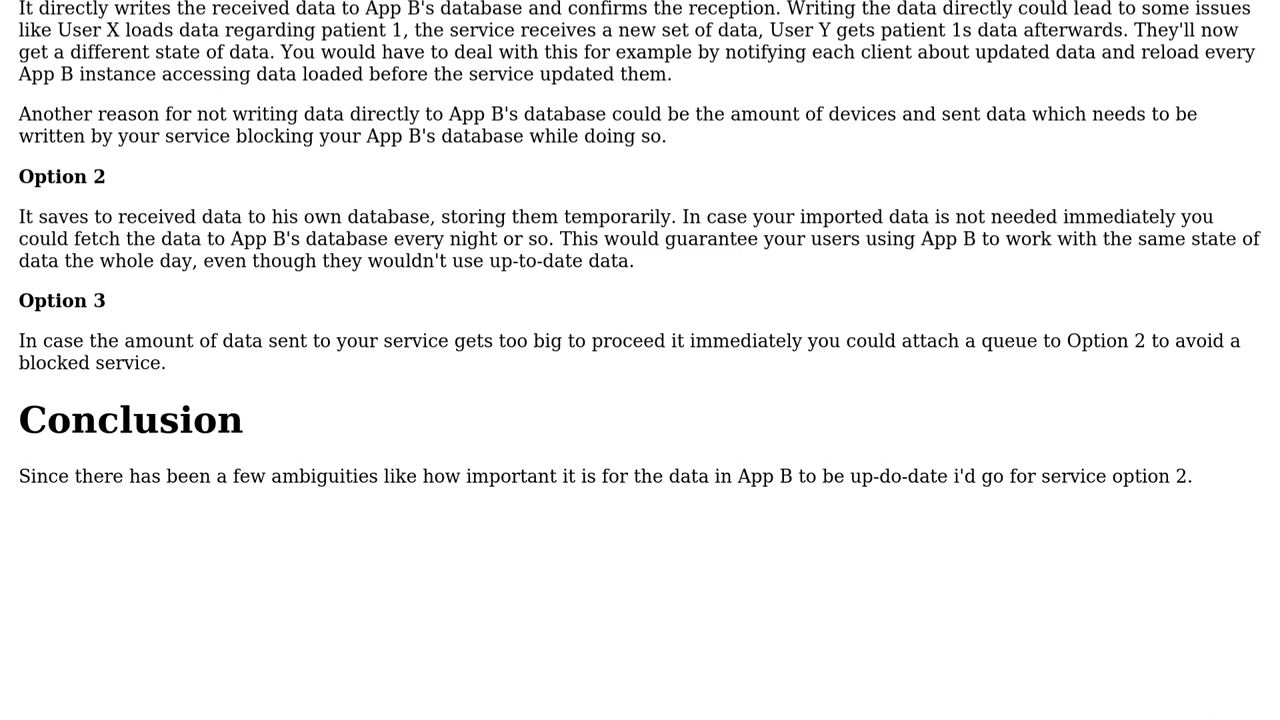 It directly writes the received data to App B's database and confirms the reception. Writing the data directly could lead to some issues
like User X loads data regarding patient 1, the service receives a new set of data, User Y gets patient 1s data afterwards. They'll now
get a different state of data. You would have to deal with this for example by notifying each client about updated data and reload every
App B instance accessing data loaded before the service updated them.
Another reason for not writing data directly to App B's database could be the amount of devices and sent data which needs to be
written by your service blocking your App B's database while doing so.
Option 2
It saves to received data to his own database, storing them temporarily. In case your imported data is not needed immediately you
could fetch the data to App B's database every night or so. This would guarantee your users using App B to work with the same state of
data the whole day, even though they wouldn't use up-to-date data.
Option 3
In case the amount of data sent to your service gets too big to proceed it immediately you could attach a queue to Option 2 to avoid a
blocked service.
Conclusion
Since there has been a few ambiguities like how important it is for the data in App B to be up-do-date i'd go for service option 2.